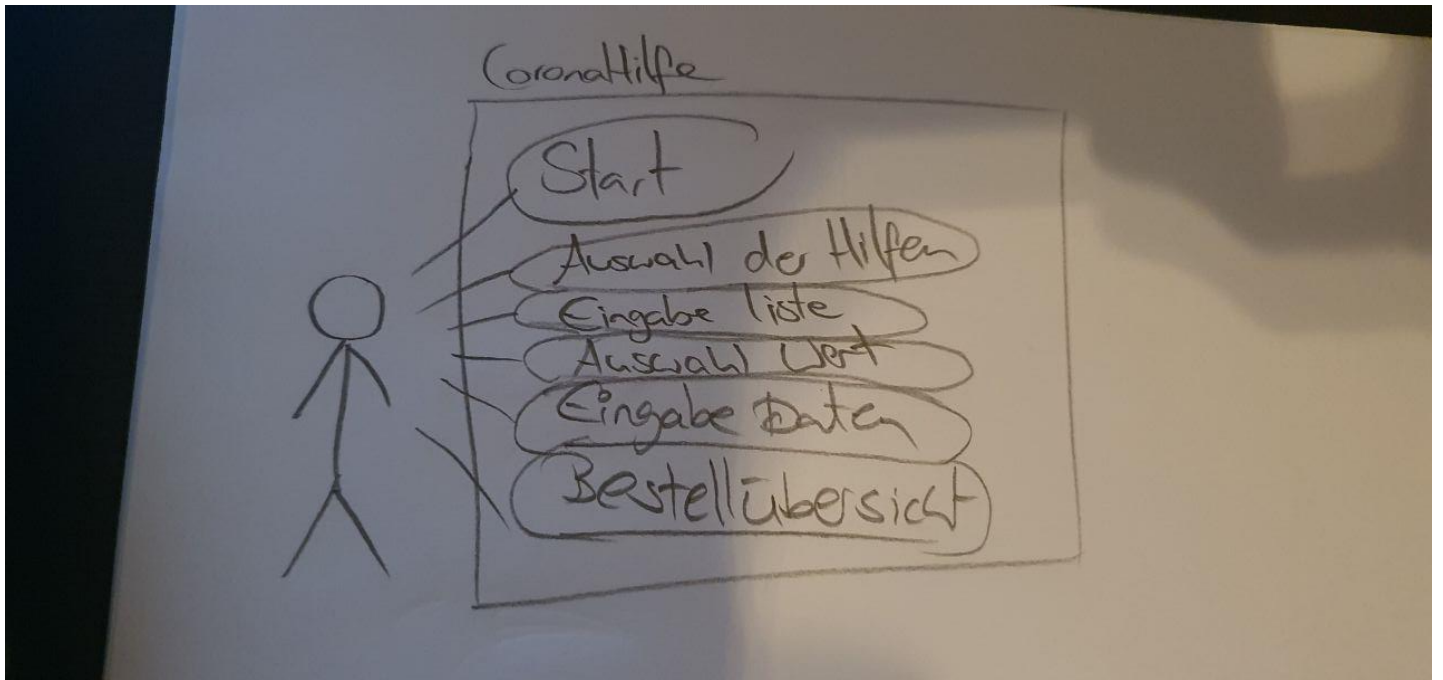 CoronaHilfe
Start
Auswahl der Hilfen
Eingabe liste
Auswahl Wert
Eingabe Daten
Bestellübersicht